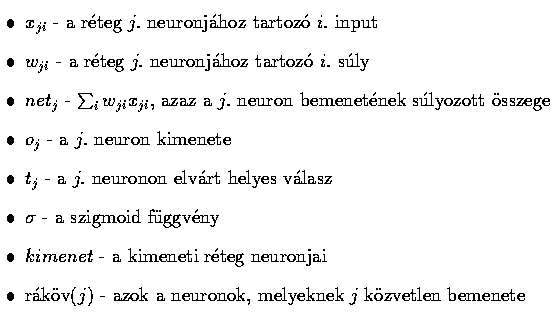 • x_{ji} - a réteg j. neuronjához tartozó i. input
• w_{ji} - a réteg j. neuronjához tartozó i. súly
• net_j - ∑_i w_{ji}x_{ji}, azaz a j. neuron bemenetének súlyozott összege
• o_j - a j. neuron kimenete
• t_j - a j. neuronon elvárt helyes válasz
• σ - a szigmoid függvény
• kimenet - a kimeneti réteg neuronjai
• ráköv(j) - azok a neuronok, melyeknek j közvetlen bemenete